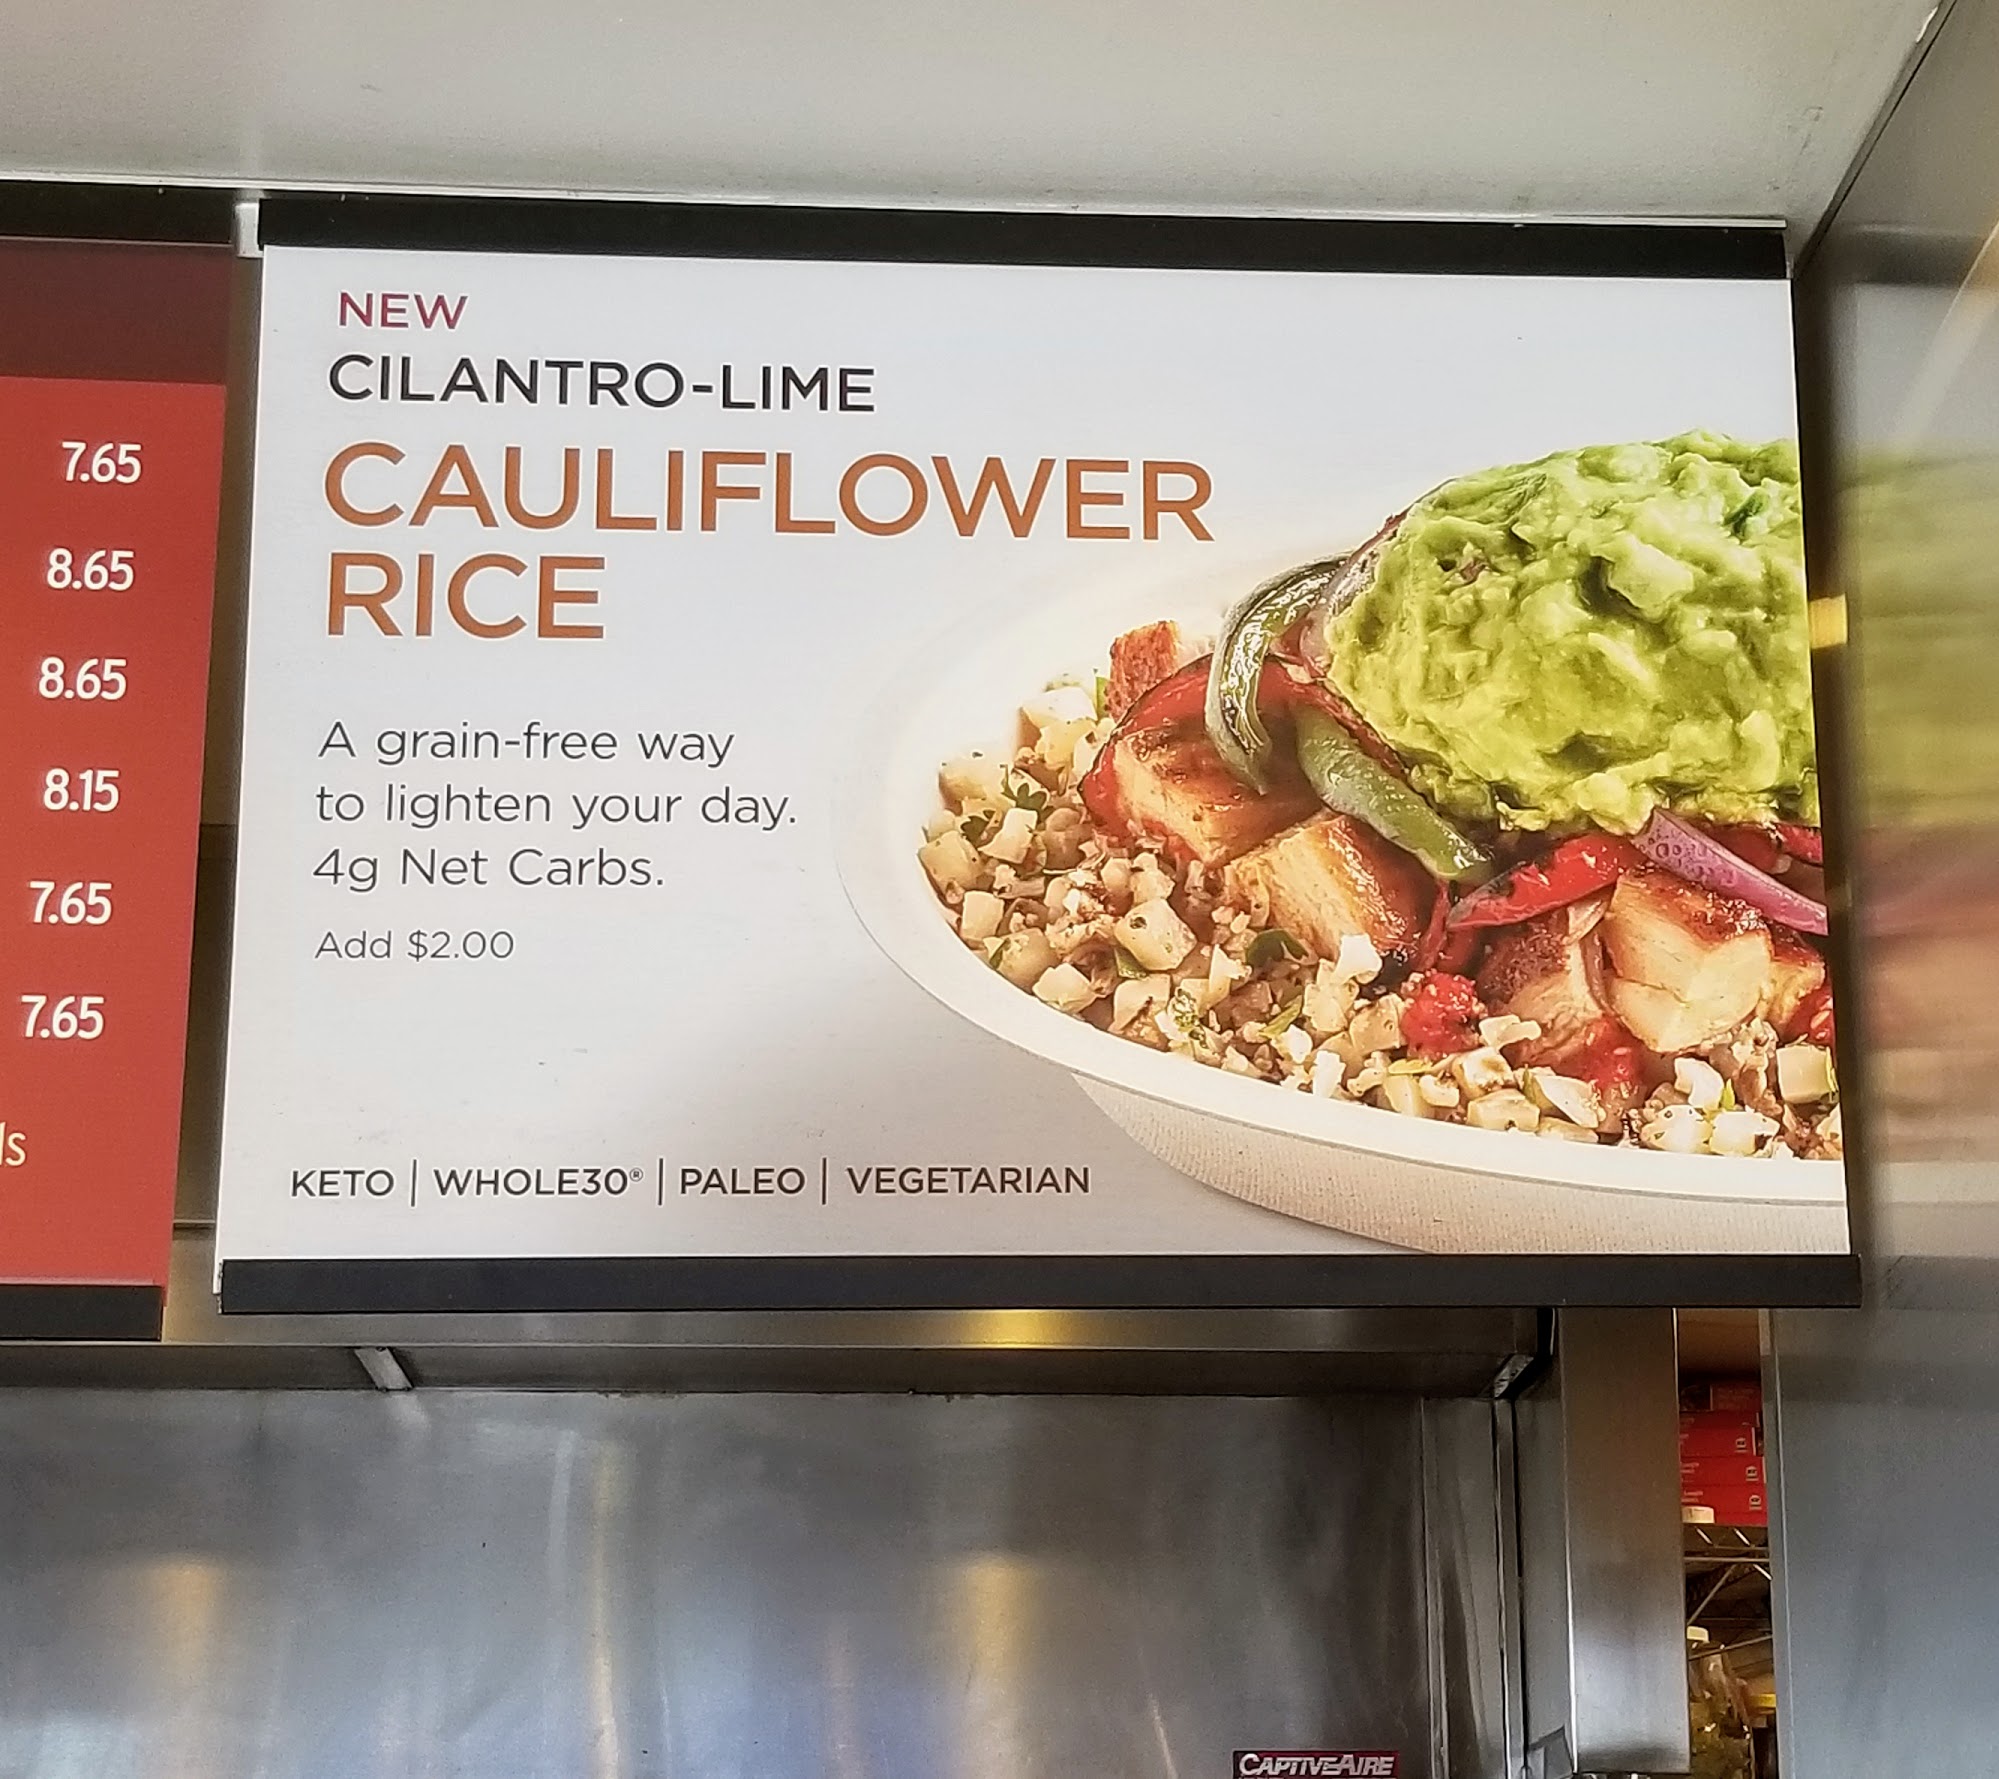 7.65
8.65
8.65
8.15
7.65
7.65
ls
NEW
CILANTRO-LIME
CAULIFLOWER
RICE
A grain-free way
to lighten your day.
4g Net Carbs.
Add $2.00
KETO | WHOLE30® | PALEO | VEGETARIAN
CAPTIVEAIRE